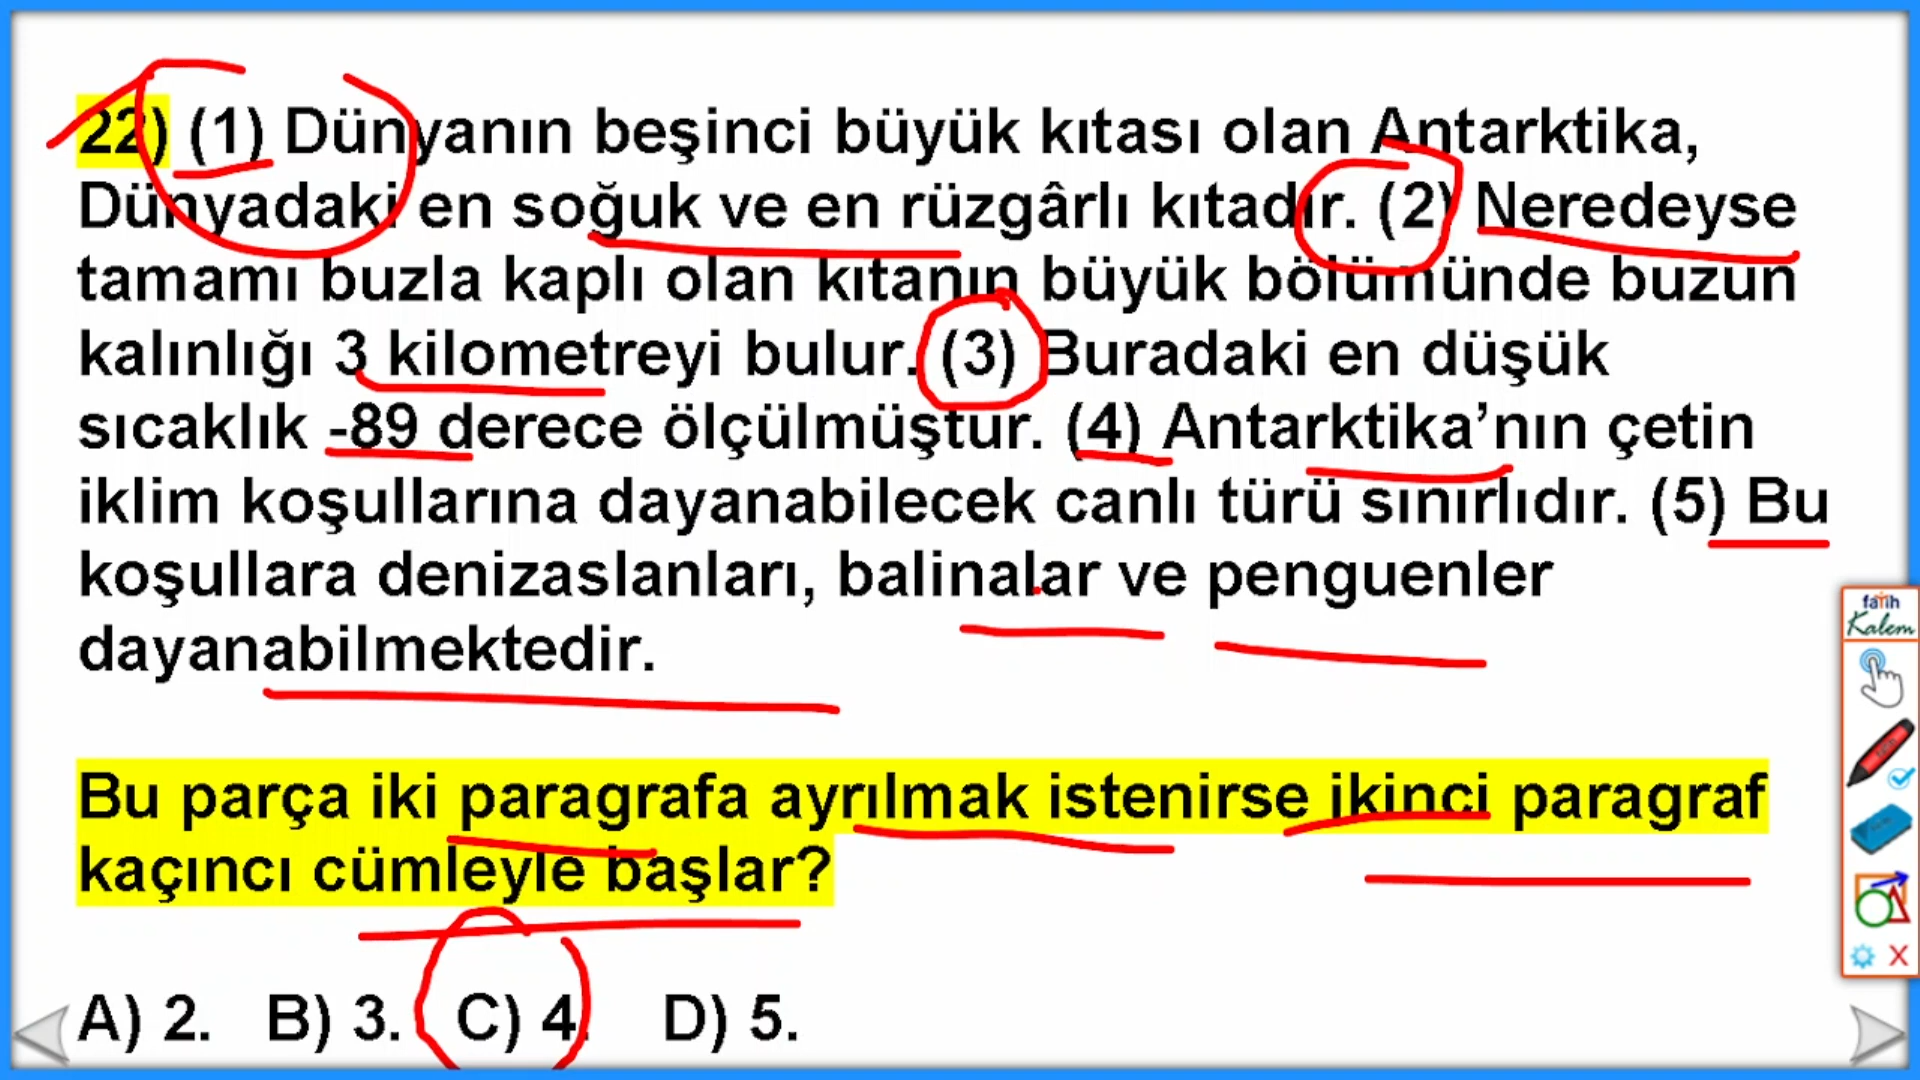 22) (1) Dünyanın beşinci büyük kıtası olan Antarktika,
Dünyadaki en soğuk ve en rüzgârlı kıtadır. (2) Neredeyse
tamamı buzla kaplı olan kıtanın büyük bölümünde buzun
kalınlığı 3 kilometreyi bulur. (3) Buradaki en düşük
sıcaklık -89 derece ölçülmüştür. (4) Antarktika’nın çetin
iklim koşullarına dayanabilecek canlı türü sınırlıdır. (5) Bu
koşullara denizaslanları, balinalar ve penguenler
dayanabilmektedir.
Bu parça iki paragrafa ayrılmak istenirse ikinci paragraf
kaçıncı cümleyle başlar?
A) 2. B) 3. C) 4. D) 5.
fatih
Kalem